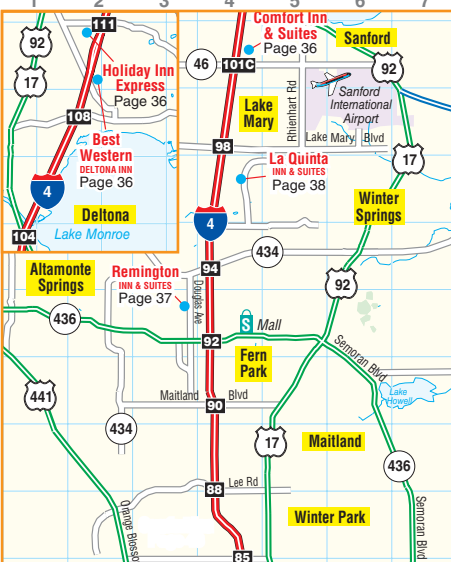 1 2 3 4 5 6 7
111
92
17
Holiday Inn
Express
Page 36
108
Best
Western
DELTONA INN
Page 36
4
Deltona
104
Lake Monroe
Comfort Inn
& Suites
Page 36
Sanford
46
101C
92
Rhienhart Rd
Sanford
International
Airport
Lake
Mary
Lake Mary Blvd
98
17
La Quinta
INN & SUITES
Page 38
Winter
Springs
4
434
94
Altamonte
Springs
Remington
INN & SUITES
Page 37
Douglas Ave
92
436
S Mall
92
Semoran Blvd
Fern
Park
441
Maitland Blvd
90
Lake
Howell
434
17
Maitland
436
88
Lee Rd
Winter Park
Semoran Blvd
Orange Blosso
85